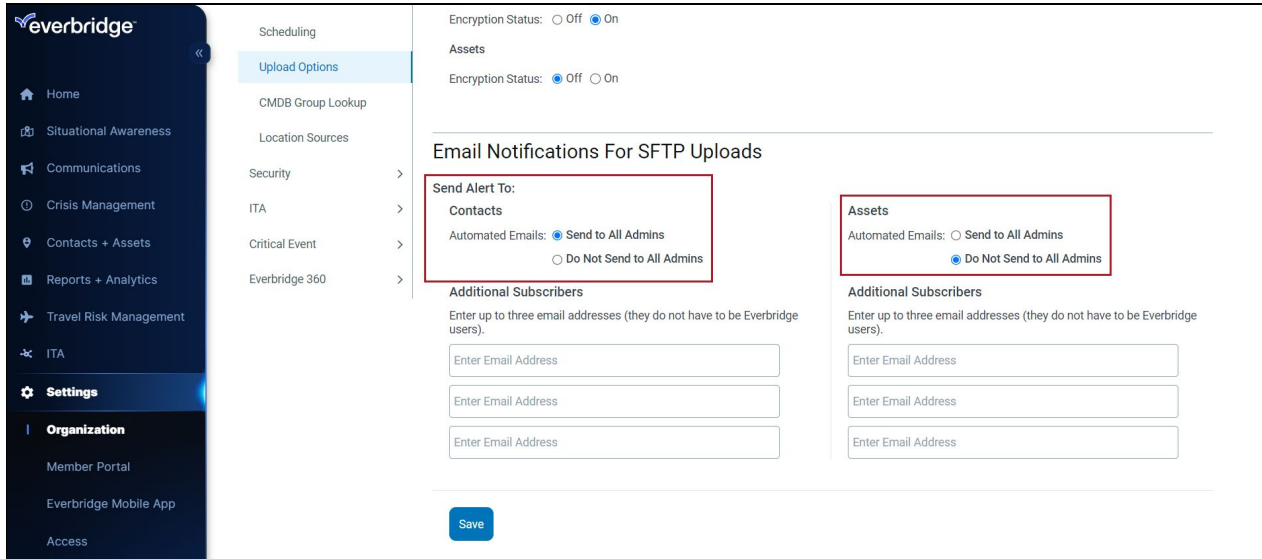 everbridge
«
Home
Situational Awareness
Communications
Crisis Management
Contacts + Assets
Reports + Analytics
Travel Risk Management
ITA
Settings
Organization
Member Portal
Everbridge Mobile App
Access
Scheduling
Upload Options
CMDB Group Lookup
Location Sources
Security
ITA
Critical Event
Everbridge 360
Encryption Status: Off On
Assets
Encryption Status: Off On
Email Notifications For SFTP Uploads
Send Alert To:
Contacts
Automated Emails: Send to All Admins
Do Not Send to All Admins
Additional Subscribers
Enter up to three email addresses (they do not have to be Everbridge
users).
Enter Email Address
Enter Email Address
Enter Email Address
Assets
Automated Emails: Send to All Admins
Do Not Send to All Admins
Additional Subscribers
Enter up to three email addresses (they do not have to be Everbridge
users).
Enter Email Address
Enter Email Address
Enter Email Address
Save